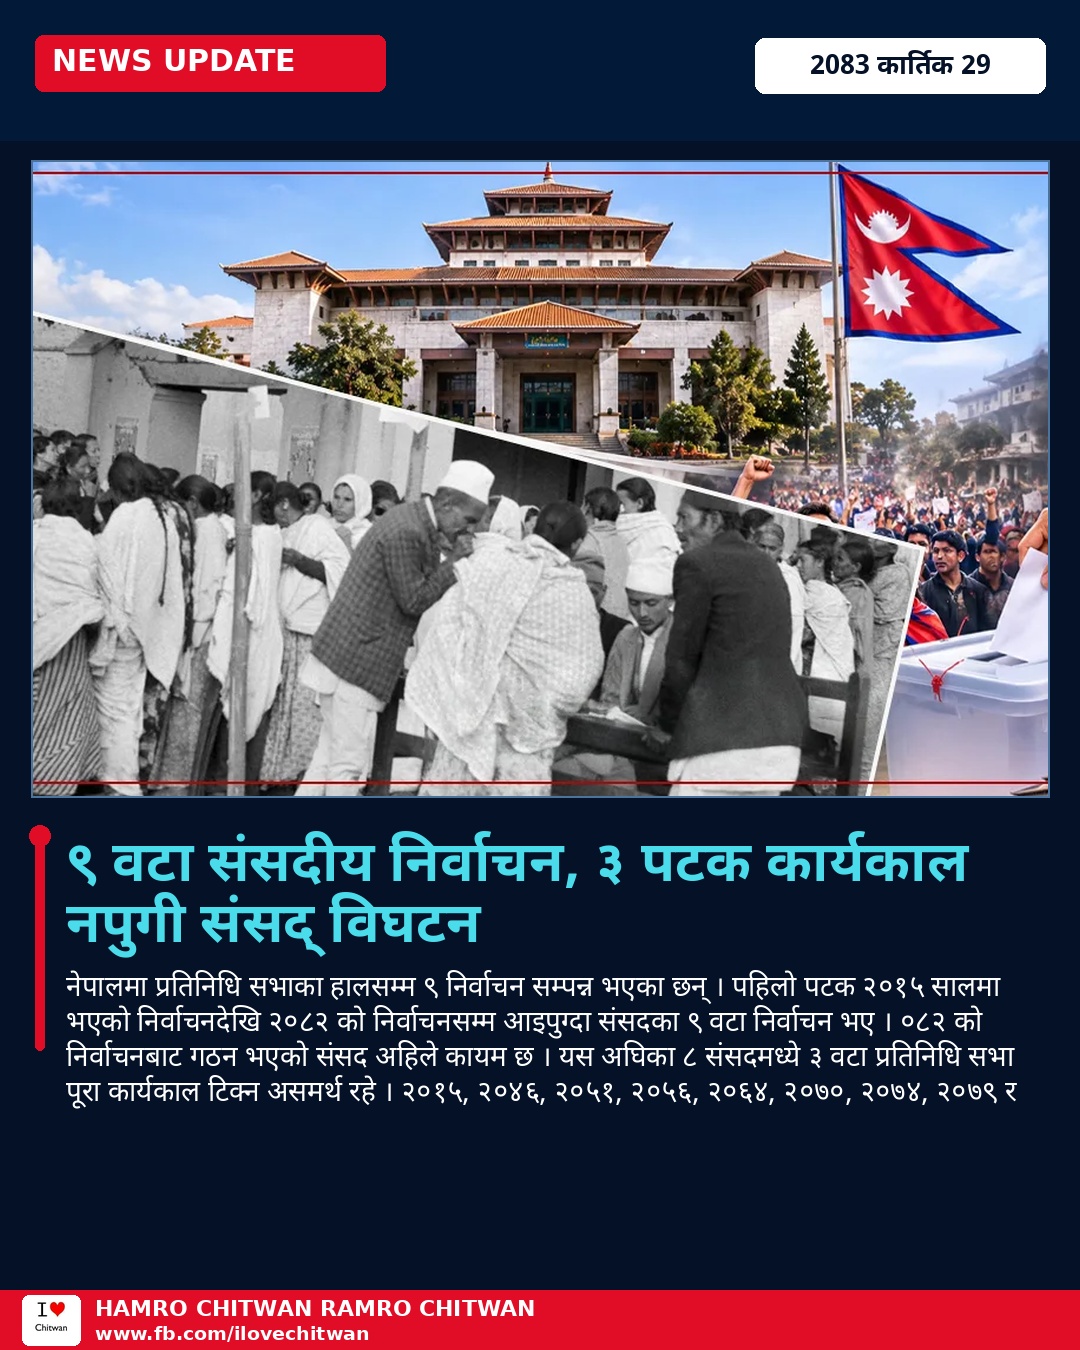 NEWS UPDATE
2083 कार्तिक 29
९ वटा संसदीय निर्वाचन, ३ पटक कार्यकाल
नपुगी संसद् विघटन
नेपालमा प्रतिनिधि सभाका हालसम्म ९ निर्वाचन सम्पन्न भएका छन् । पहिलो पटक २०१५ सालमा
भएको निर्वाचनदेखि २०८२ को निर्वाचनसम्म आइपुग्दा संसदका ९ वटा निर्वाचन भए । ०८२ को
निर्वाचनबाट गठन भएको संसद अहिले कायम छ । यस अघिका ८ संसदमध्ये ३ वटा प्रतिनिधि सभा
पूरा कार्यकाल टिक्न असमर्थ रहे । २०१५, २०४६, २०५१, २०५६, २०६४, २०७०, २०७४, २०७९ र
I♥
Chitwan
HAMRO CHITWAN RAMRO CHITWAN
www.fb.com/ilovechitwan